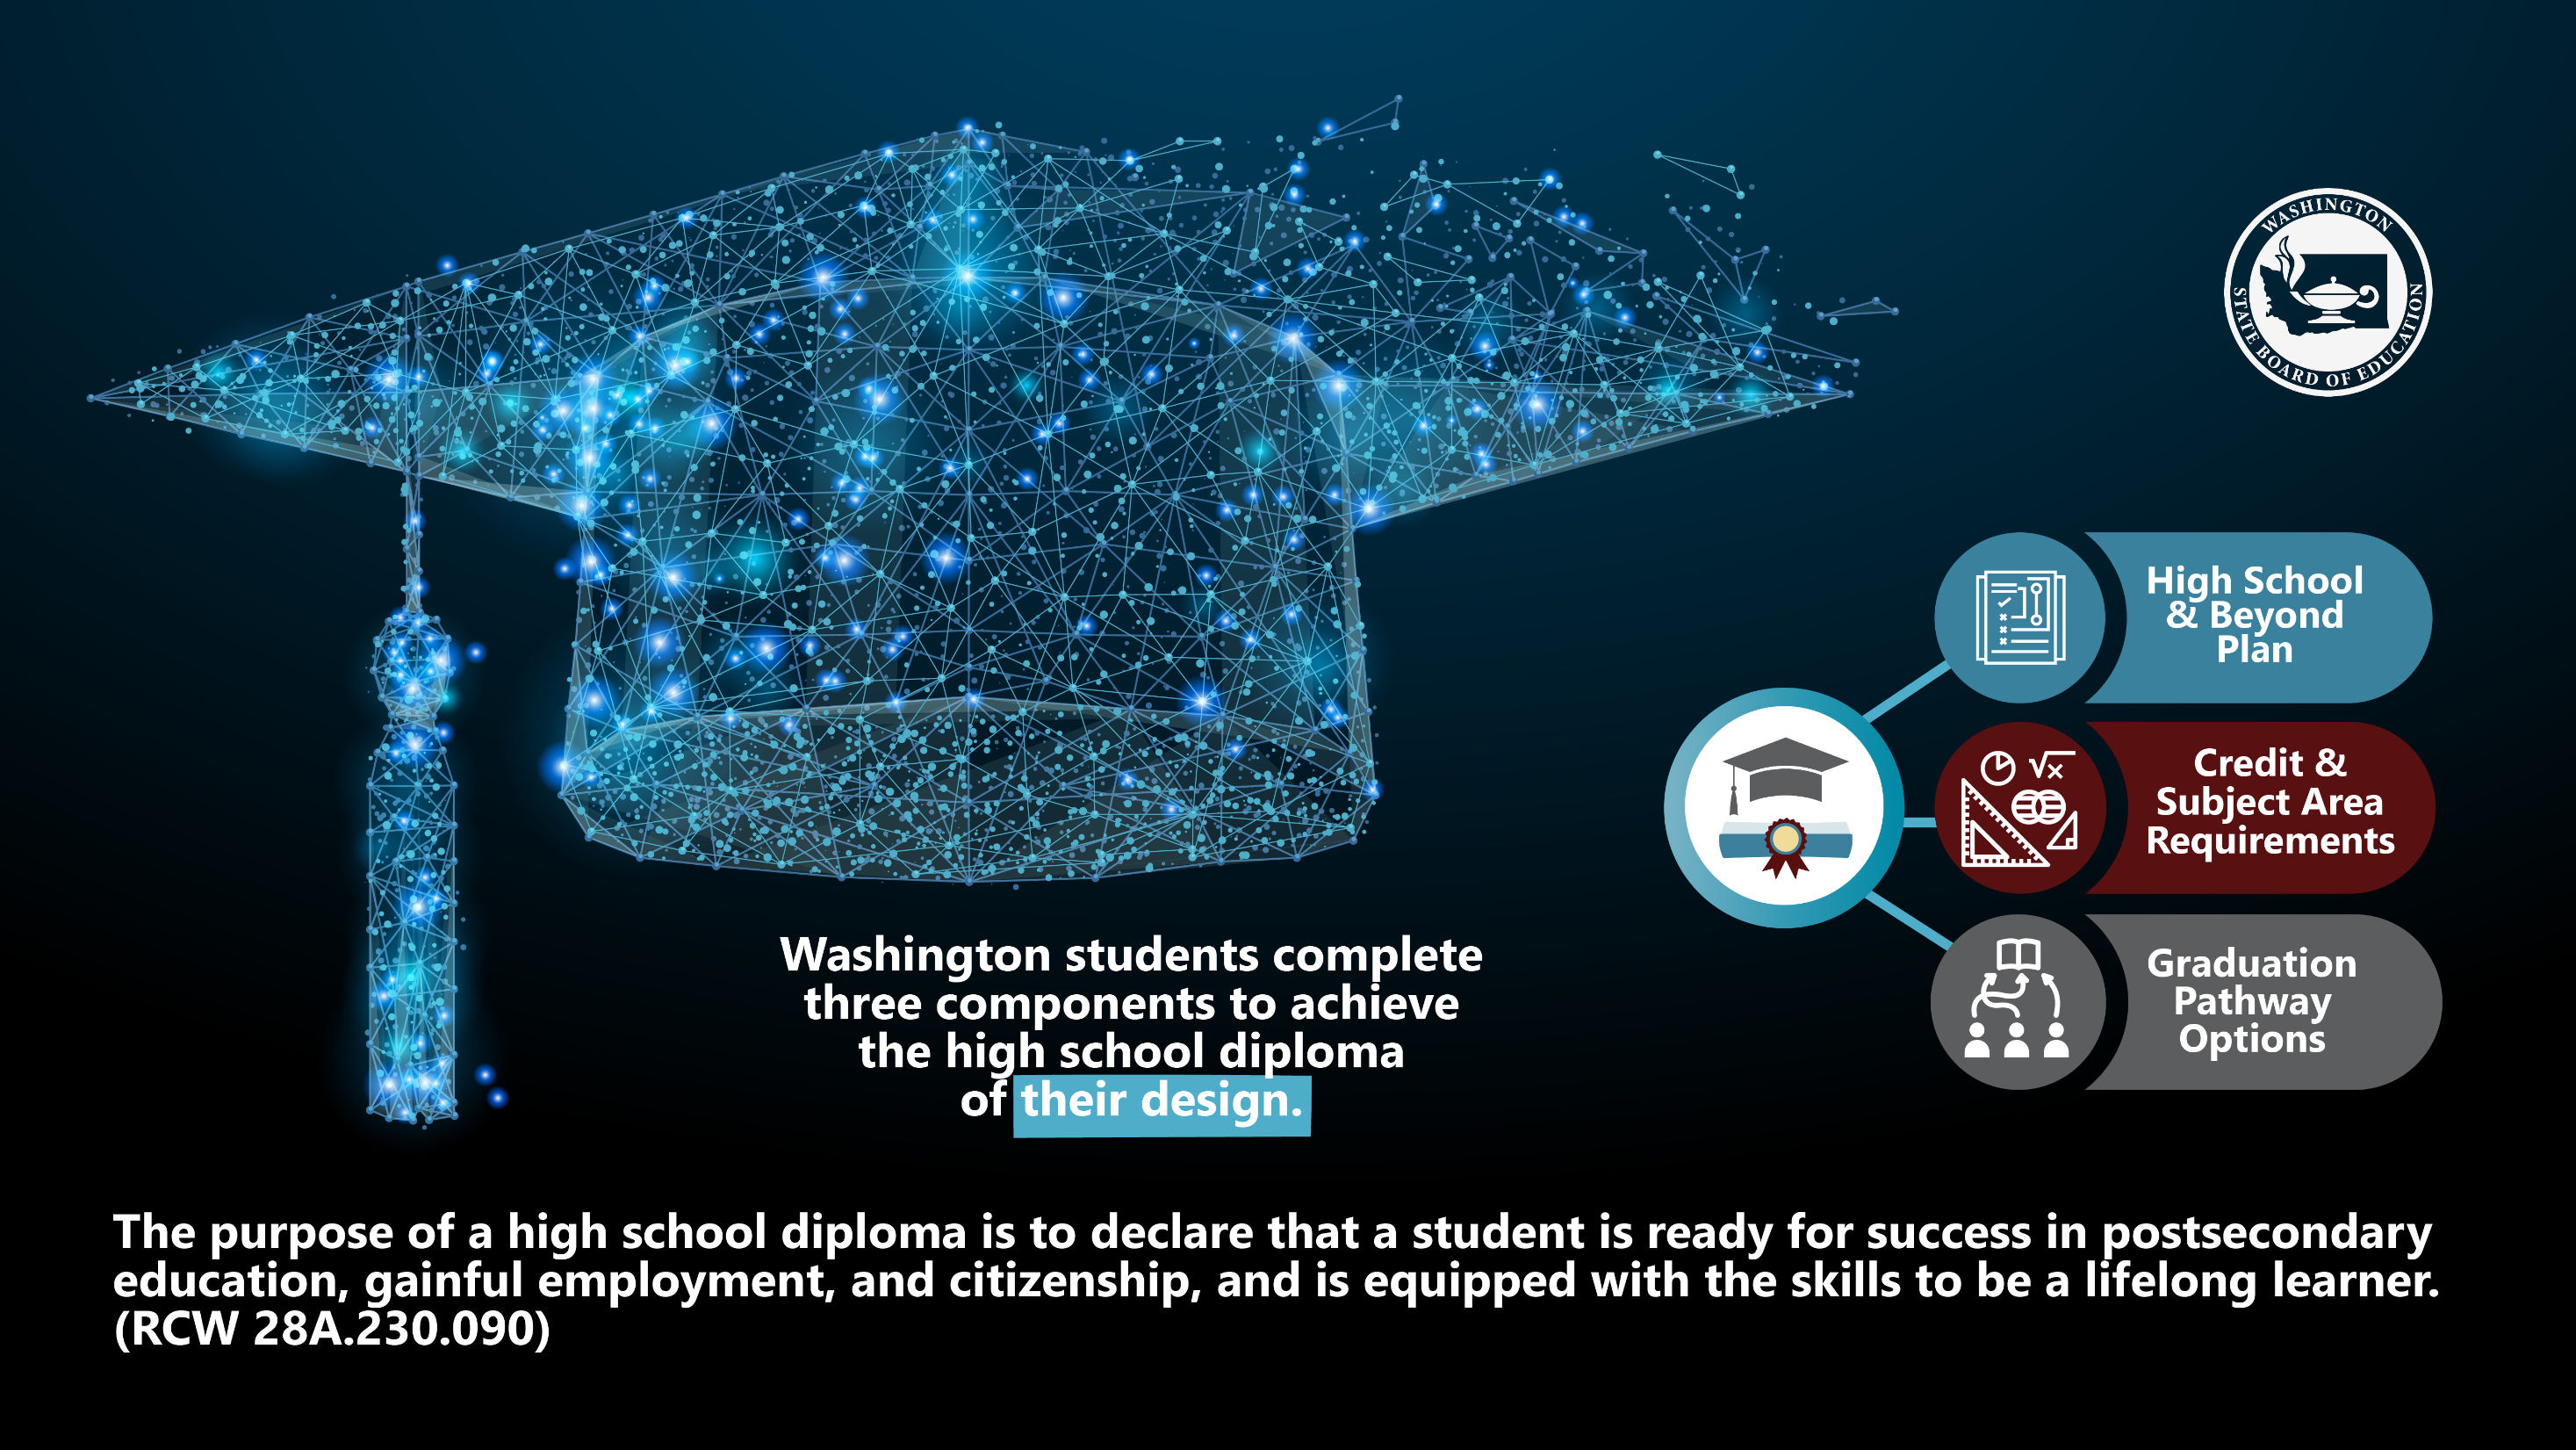 WASHINGTON
STATE BOARD OF EDUCATION
High School
& Beyond
Plan
Credit &
Subject Area
Requirements
Graduation
Pathway
Options
√x
Washington students complete
three components to achieve
the high school diploma
of their design.
The purpose of a high school diploma is to declare that a student is ready for success in postsecondary
education, gainful employment, and citizenship, and is equipped with the skills to be a lifelong learner.
(RCW 28A.230.090)